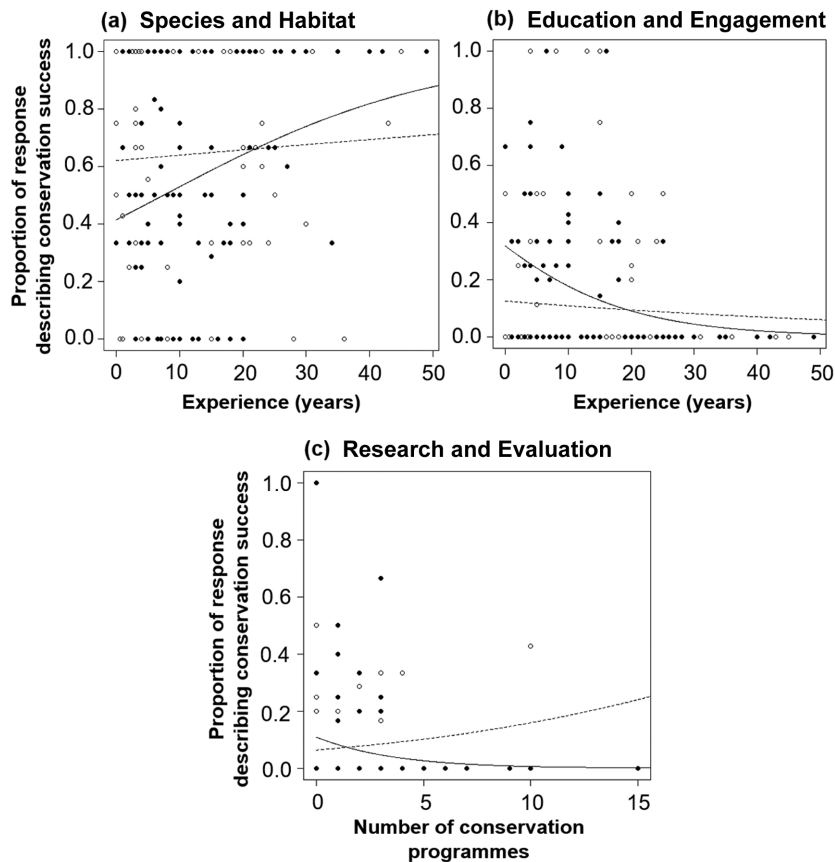 (a) Species and Habitat
Proportion of response
describing conservation success
1.0
0.8
0.6
0.4
0.2
0.0
0 10 20 30 40 50
Experience (years)
(b) Education and Engagement
1.0
0.8
0.6
0.4
0.2
0.0
0 10 20 30 40 50
Experience (years)
(c) Research and Evaluation
Proportion of response
describing conservation success
1.0
0.8
0.6
0.4
0.2
0.0
0 5 10 15
Number of conservation
programmes